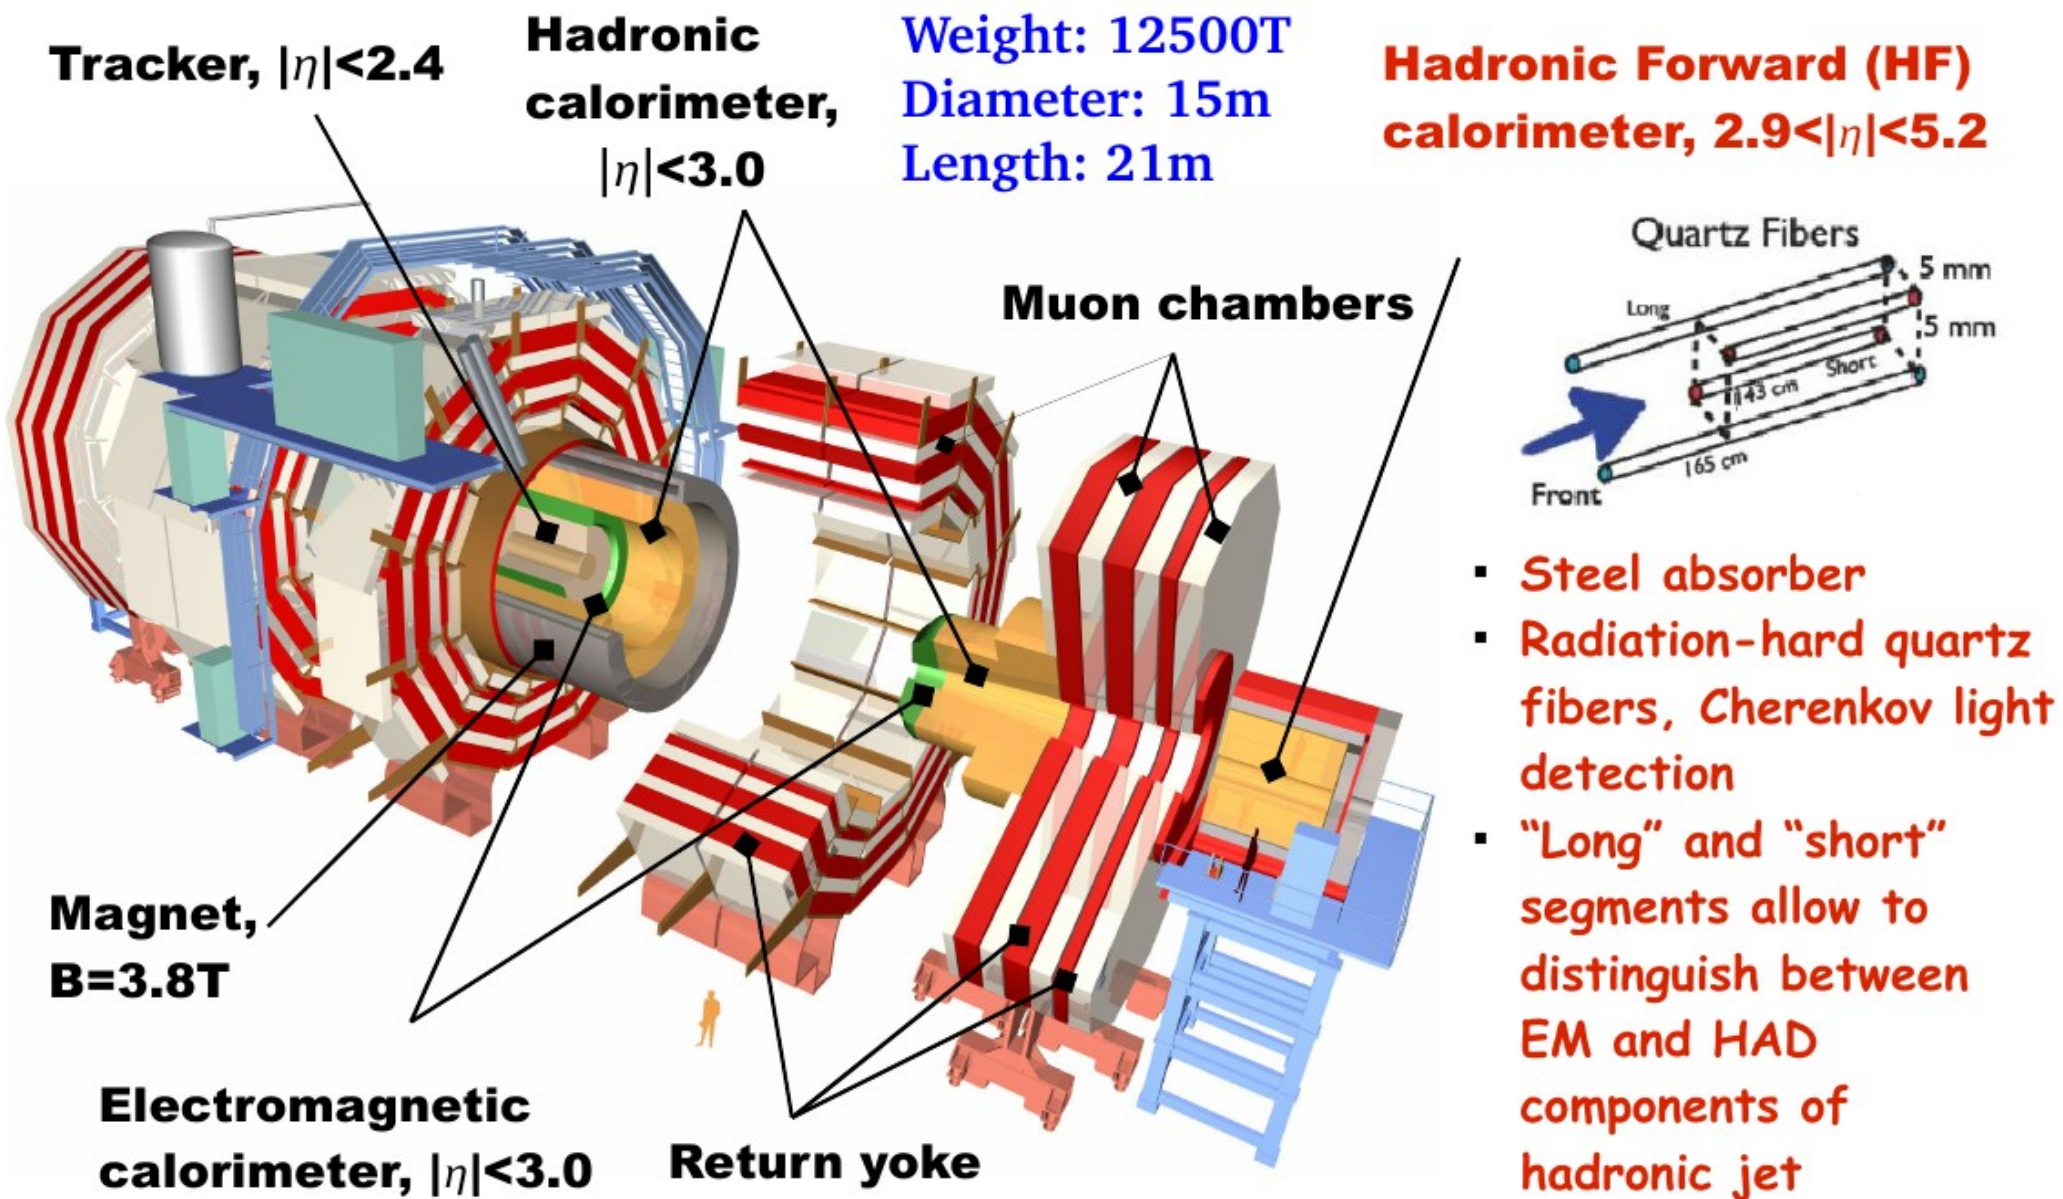 Tracker, |η|<2.4
Hadronic
calorimeter,
|η|<3.0
Weight: 12500T
Diameter: 15m
Length: 21m
Hadronic Forward (HF)
calorimeter, 2.9<|η|<5.2
Quartz Fibers
5 mm
Long
5 mm
Short
143 cm
165 cm
Front
Muon chambers
▪ Steel absorber
▪ Radiation-hard quartz
fibers, Cherenkov light
detection
▪ “Long” and “short”
segments allow to
distinguish between
EM and HAD
components of
hadronic jet
Magnet,
B=3.8T
Electromagnetic
calorimeter, |η|<3.0
Return yoke